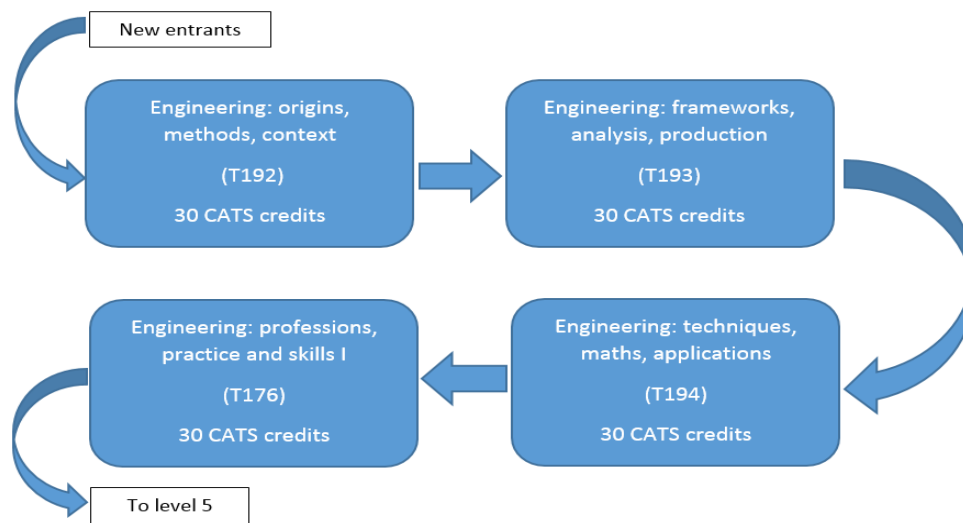 New entrants
Engineering: origins,
methods, context
(T192)
30 CATS credits
Engineering: frameworks,
analysis, production
(T193)
30 CATS credits
Engineering: techniques,
maths, applications
(T194)
30 CATS credits
Engineering: professions,
practice and skills I
(T176)
30 CATS credits
To level 5